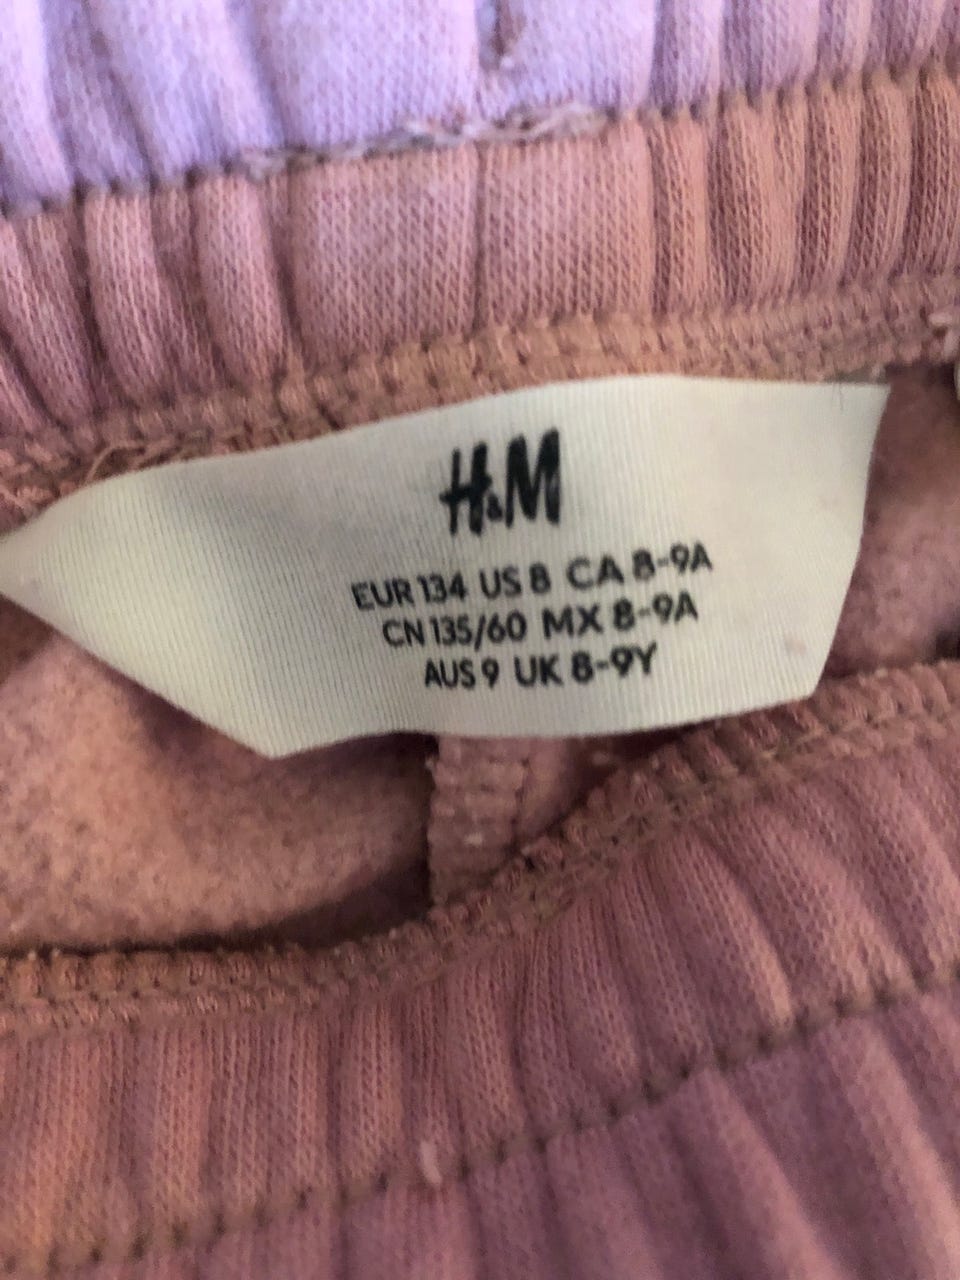 H&M
EUR 134 US 8 CA 8-9A
CN 135/60 MX 8-9A
AUS 9 UK 8-9Y